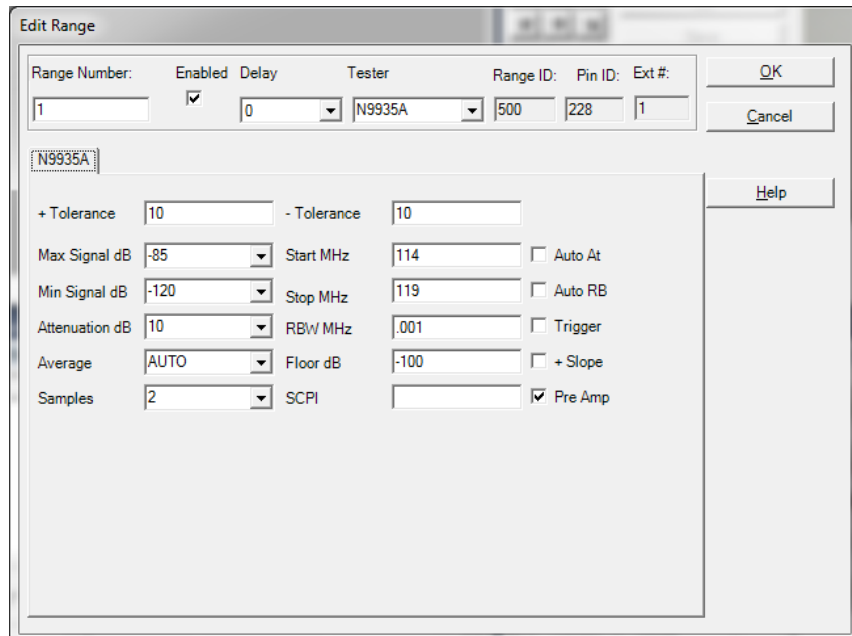 Edit Range
Range Number: Enabled Delay Tester Range ID: Pin ID: Ext #:
1 0 N9935A 500 228 1
OK
Cancel
Help
N9935A
+ Tolerance 10 - Tolerance 10
Max Signal dB -85 Start MHz 114 Auto At
Min Signal dB -120 Stop MHz 119 Auto RB
Attenuation dB 10 RBW MHz .001 Trigger
Average AUTO Floor dB -100 + Slope
Samples 2 SCPI Pre Amp